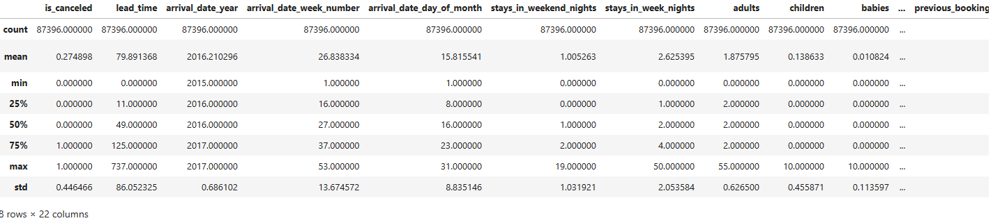 is_canceled lead_time arrival_date_year arrival_date_week_number arrival_date_day_of_month stays_in_weekend_nights stays_in_week_nights adults children babies ... previous_booking
count 87396.000000 87396.000000 87396.000000 87396.000000 87396.000000 87396.000000 87396.000000 87396.000000 87396.000000 87396.000000 ...
mean 0.274898 79.891368 2016.210296 26.838334 15.815541 1.005263 2.625395 1.875795 0.138633 0.010824 ...
min 0.000000 0.000000 2015.000000 1.000000 1.000000 0.000000 0.000000 0.000000 0.000000 0.000000 ...
25% 0.000000 11.000000 2016.000000 16.000000 8.000000 0.000000 1.000000 2.000000 0.000000 0.000000 ...
50% 0.000000 49.000000 2016.000000 27.000000 16.000000 1.000000 2.000000 2.000000 0.000000 0.000000 ...
75% 1.000000 125.000000 2017.000000 37.000000 23.000000 2.000000 4.000000 2.000000 0.000000 0.000000 ...
max 1.000000 737.000000 2017.000000 53.000000 31.000000 19.000000 50.000000 55.000000 10.000000 10.000000 ...
std 0.446466 86.052325 0.686102 13.674572 8.835146 1.031921 2.053584 0.626500 0.455871 0.113597 ...
8 rows × 22 columns